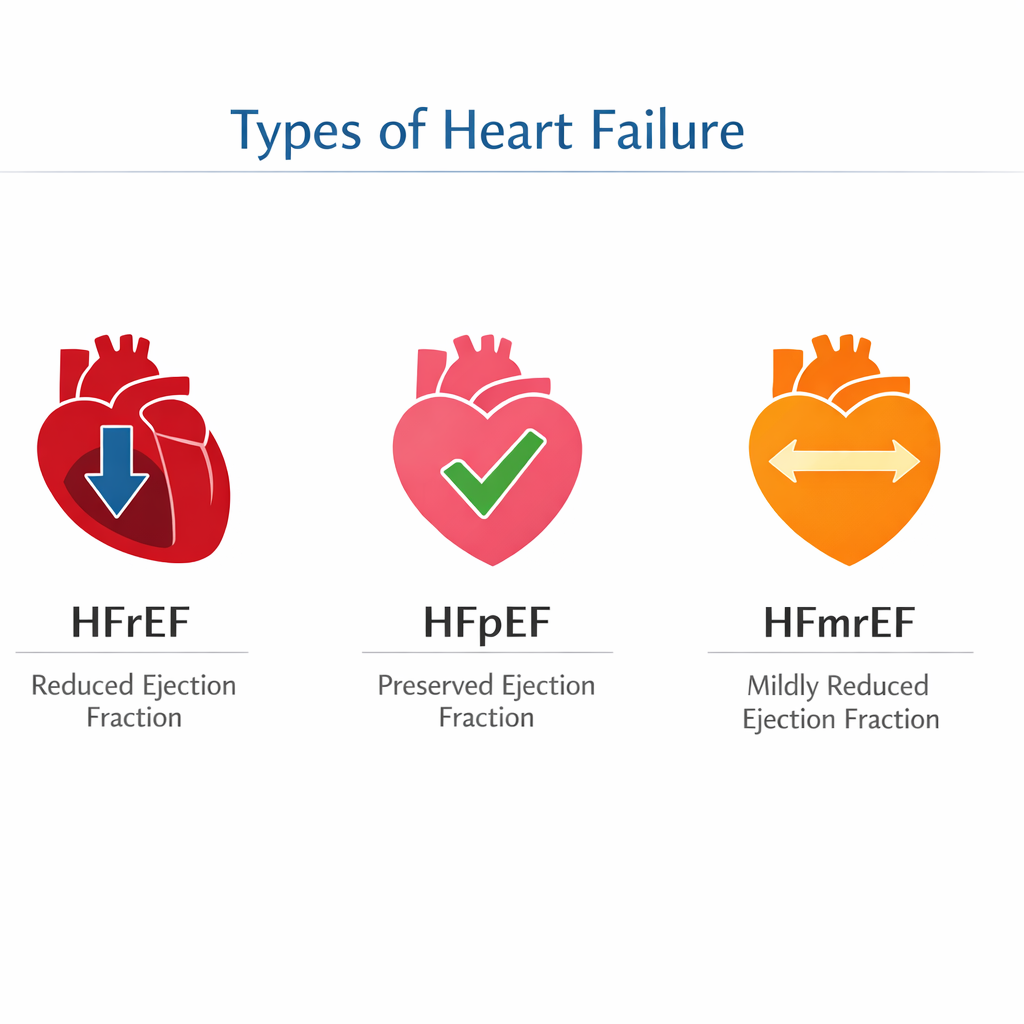 Types of Heart Failure
HFrEF
Reduced Ejection
Fraction
HFpEF
Preserved Ejection
Fraction
HFmrEF
Mildly Reduced
Ejection Fraction